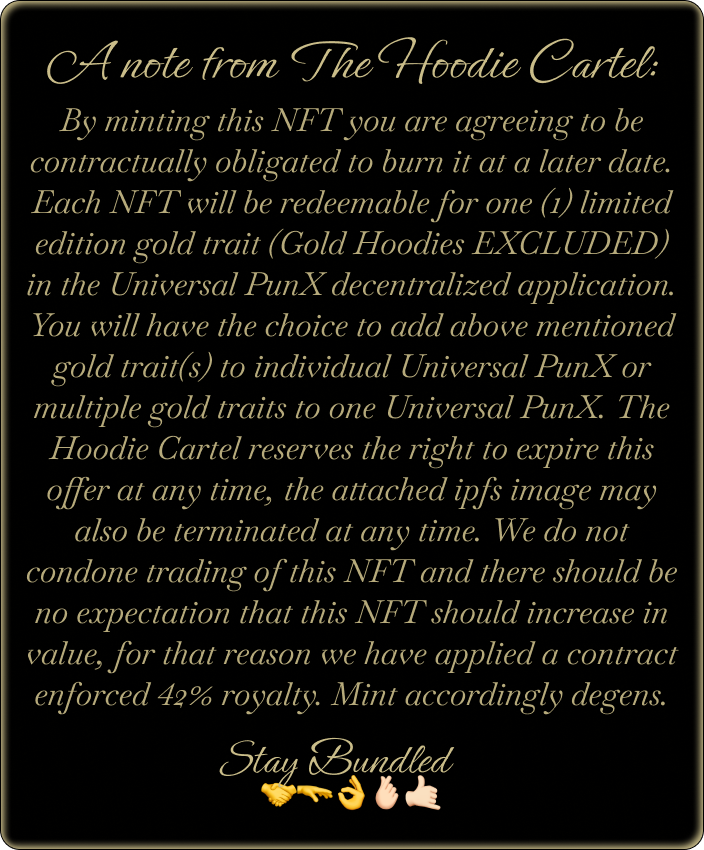 A note from The Hoodie Cartel:
By minting this NFT you are agreeing to be
contractually obligated to burn it at a later date.
Each NFT will be redeemable for one (1) limited
edition gold trait (Gold Hoodies EXCLUDED)
in the Universal PunX decentralized application.
You will have the choice to add above mentioned
gold trait(s) to individual Universal PunX or
multiple gold traits to one Universal PunX. The
Hoodie Cartel reserves the right to expire this
offer at any time, the attached ipfs image may
also be terminated at any time. We do not
condone trading of this NFT and there should be
no expectation that this NFT should increase in
value, for that reason we have applied a contract
enforced 42% royalty. Mint accordingly degens.
Stay Bundled